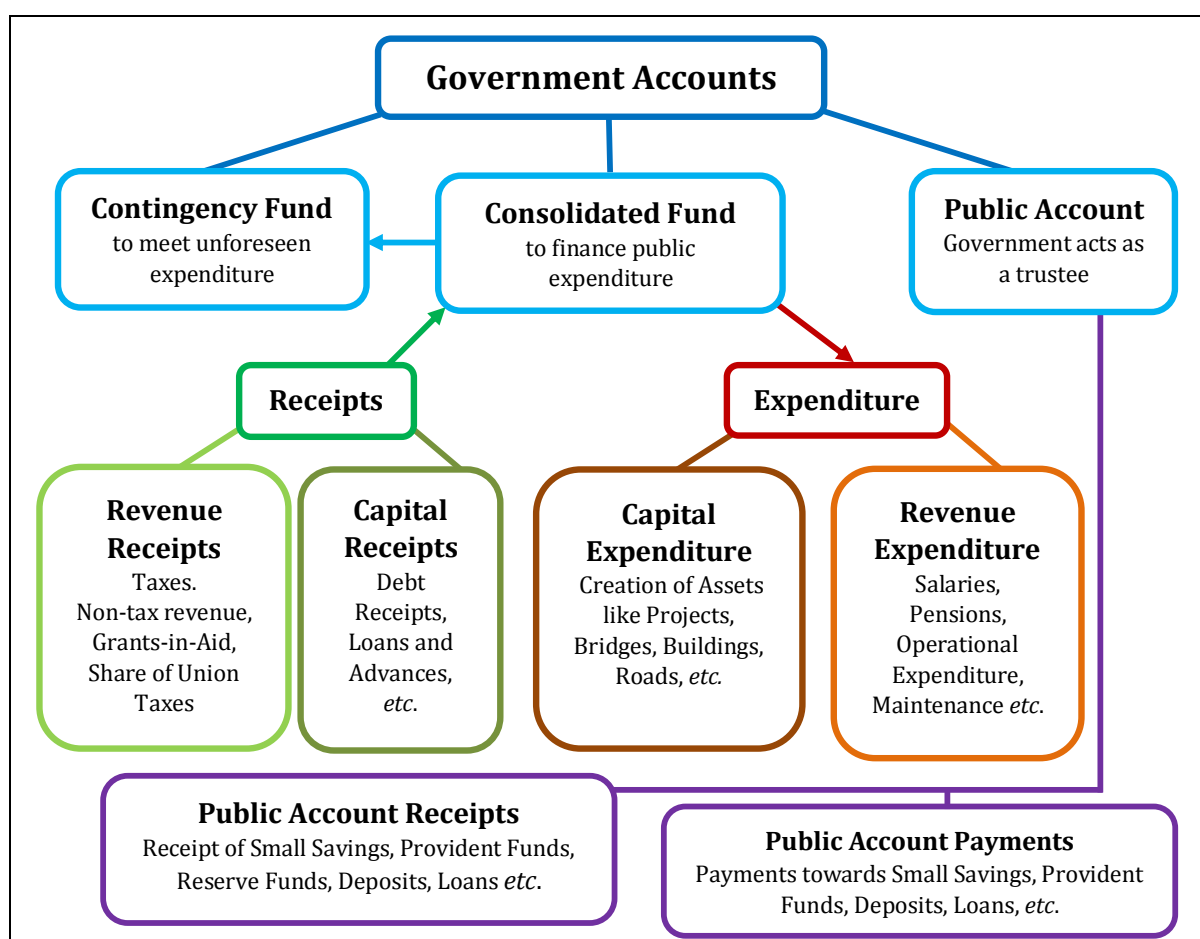 Government Accounts
Contingency Fund
to meet unforeseen
expenditure
Consolidated Fund
to finance public
expenditure
Public Account
Government acts as
a trustee
Receipts
Expenditure
Revenue
Receipts
Taxes.
Non-tax revenue,
Grants-in-Aid,
Share of Union
Taxes
Capital
Receipts
Debt
Receipts,
Loans and
Advances,
etc.
Capital
Expenditure
Creation of Assets
like Projects,
Bridges, Buildings,
Roads, etc.
Revenue
Expenditure
Salaries,
Pensions,
Operational
Expenditure,
Maintenance etc.
Public Account Receipts
Receipt of Small Savings, Provident Funds,
Reserve Funds, Deposits, Loans etc.
Public Account Payments
Payments towards Small Savings, Provident
Funds, Deposits, Loans, etc.